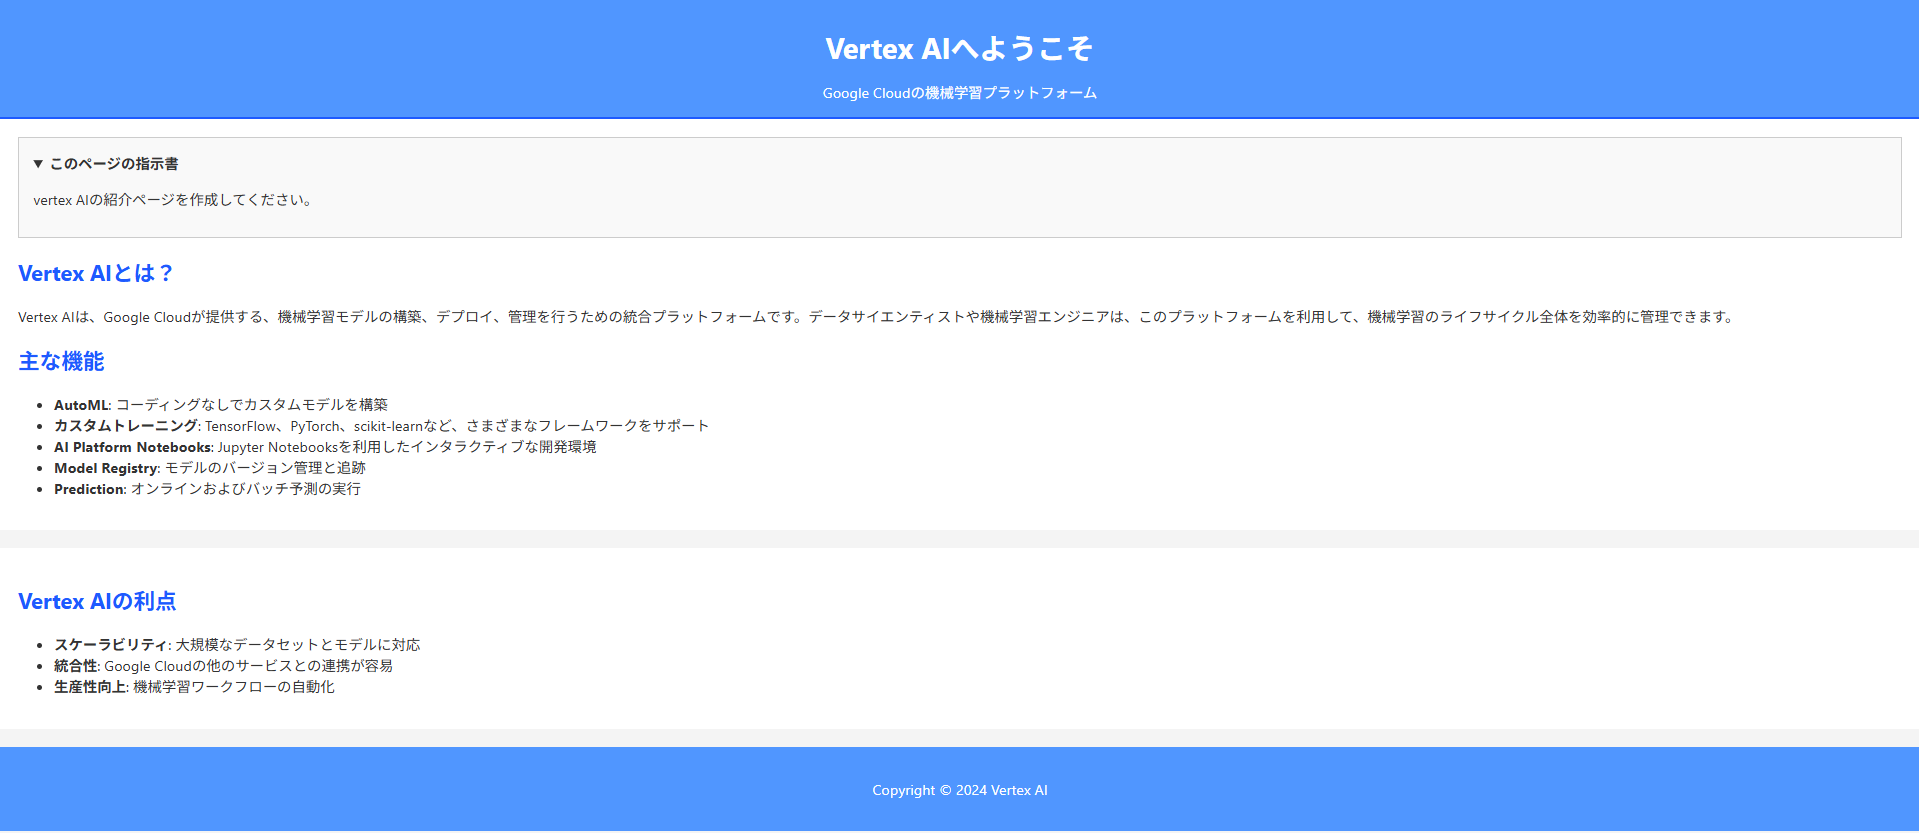 Vertex AIへようこそ
Google Cloudの機械学習プラットフォーム
▼ このページの指示書
vertex AIの紹介ページを作成してください。
Vertex AIとは？
Vertex AIは、Google Cloudが提供する、機械学習モデルの構築、デプロイ、管理を行うための統合プラットフォームです。データサイエンティストや機械学習エンジニアは、このプラットフォームを利用して、機械学習のライフサイクル全体を効率的に管理できます。
主な機能
• AutoML: コーディングなしでカスタムモデルを構築
• カスタムトレーニング: TensorFlow、PyTorch、scikit-learnなど、さまざまなフレームワークをサポート
• AI Platform Notebooks: Jupyter Notebooksを利用したインタラクティブな開発環境
• Model Registry: モデルのバージョン管理と追跡
• Prediction: オンラインおよびバッチ予測の実行
Vertex AIの利点
• スケーラビリティ: 大規模なデータセットとモデルに対応
• 統合性: Google Cloudの他のサービスとの連携が容易
• 生産性向上: 機械学習ワークフローの自動化
Copyright © 2024 Vertex AI